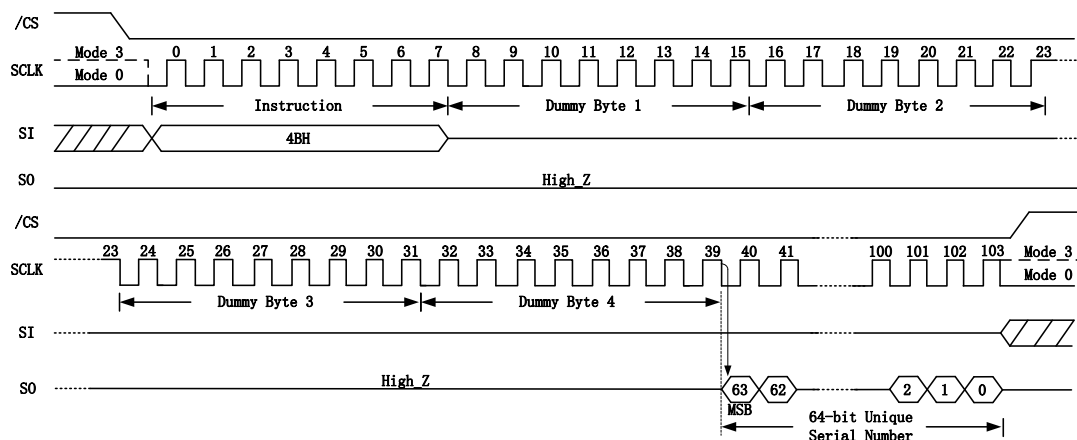 /CS
Mode 3
0 1 2 3 4 5 6 7 8 9 10 11 12 13 14 15 16 17 18 19 20 21 22 23
SCLK
Mode 0
Instruction
Dummy Byte 1
Dummy Byte 2
SI
4BH
SO
High_Z
/CS
23 24 25 26 27 28 29 30 31 32 33 34 35 36 37 38 39 40 41 100 101 102 103
Mode 3
SCLK
Mode 0
Dummy Byte 3
Dummy Byte 4
SI
SO
High_Z
63 62 2 1 0
MSB
64-bit Unique
Serial Number